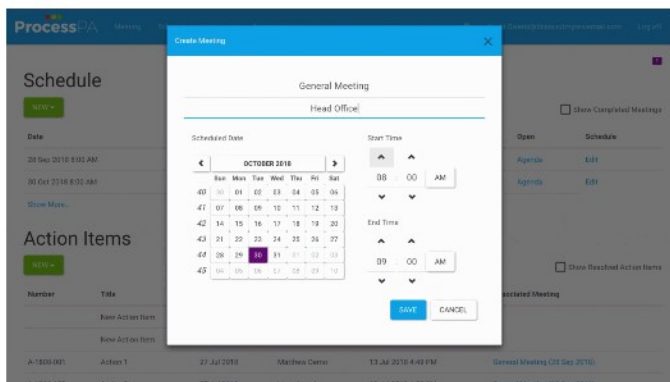 ProcessPA Meeting
Log off
Create Meeting
General Meeting
Head Office
Schedule
NEW
Show Completed Meetings
Scheduled Date
Start Time
Date
Open
Schedule
OCTOBER 2018
Sun Mon Tue Wed Thu Fri Sat
40 30 01 02 03 04 05 06
41 07 08 09 10 11 12 13
42 14 15 16 17 18 19 20
43 21 22 23 24 25 26 27
44 28 29 30 31 01 02 03
45 04 05 06 07 08 09 10
08 : 00 AM
28 Sep 2018 8:00 AM
Agenda
Edit
30 Oct 2018 8:00 AM
Agenda
Edit
Show More...
End Time
09 : 00 AM
Action Items
NEW
Show Resolved Action Items
SAVE CANCEL
Number Title
Associated Meeting
New Action Item
New Action Item
A-1808-001 Action 1 27 Jul 2018 Matthew Demo 13 Jul 2018 4:49 PM General Meeting (28 Sep 2018)